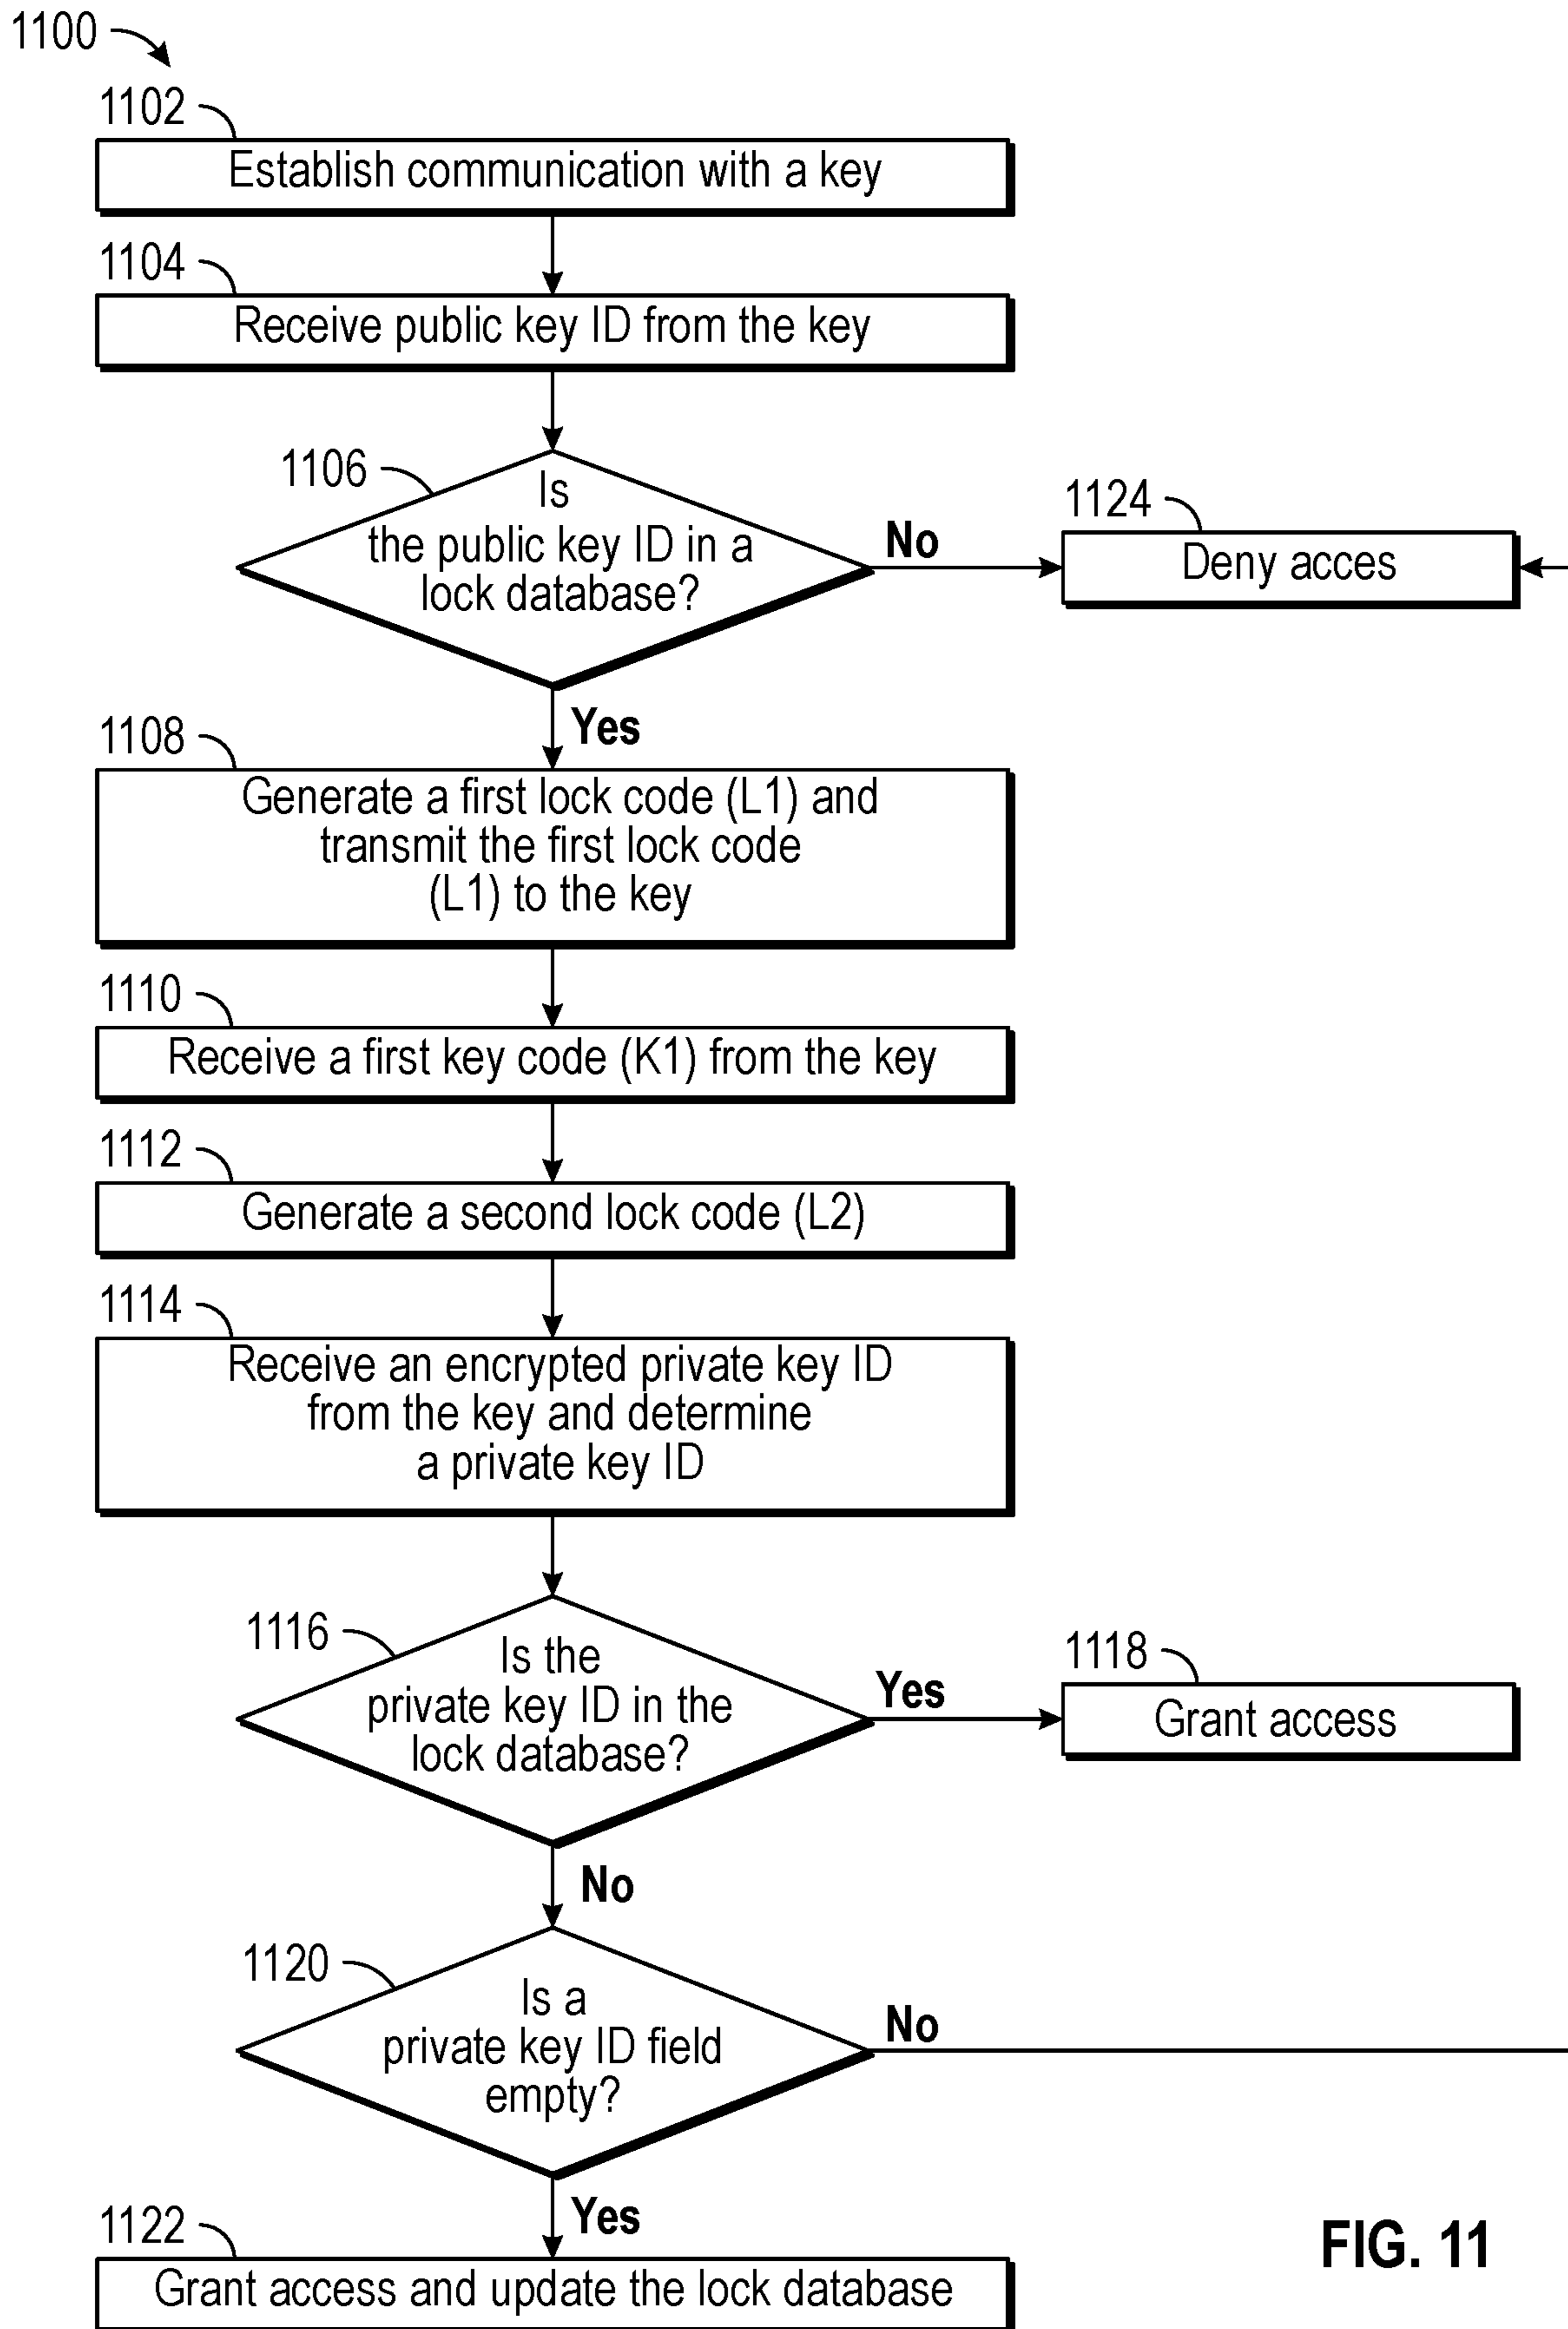 1100
1102
Establish communication with a key
1104
Receive public key ID from the key
1106
Is
the public key ID in a
lock database?
No
1124
Deny acces
Yes
1108
Generate a first lock code (L1) and
transmit the first lock code
(L1) to the key
1110
Receive a first key code (K1) from the key
1112
Generate a second lock code (L2)
1114
Receive an encrypted private key ID
from the key and determine
a private key ID
1116
Is the
private key ID in the
lock database?
Yes
1118
Grant access
No
1120
Is a
private key ID field
empty?
No
Yes
1122
Grant access and update the lock database
FIG. 11